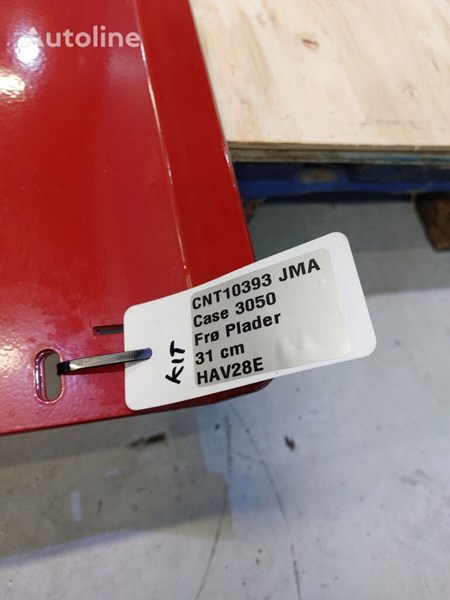 Autoline
CNT10393 JMA
Case 3050
Frø Plader
31 cm
HAV28E
KIT